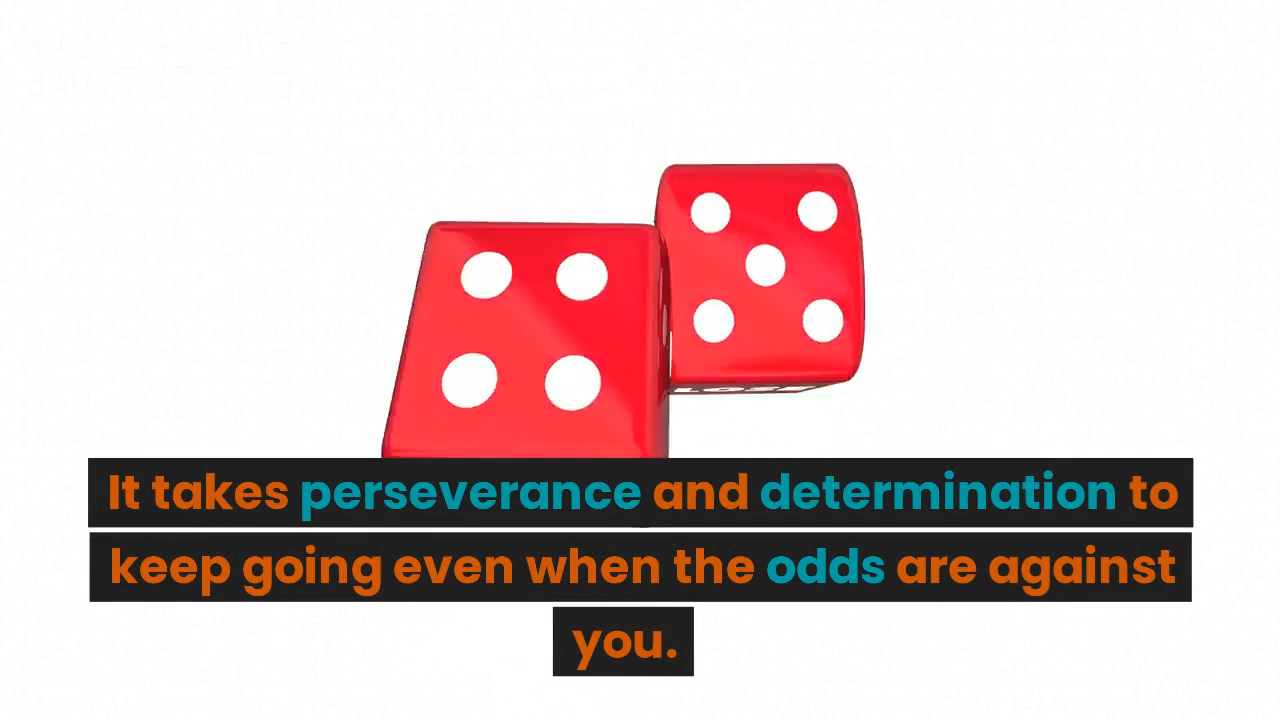 It takes perseverance and determination to
keep going even when the odds are against
you.